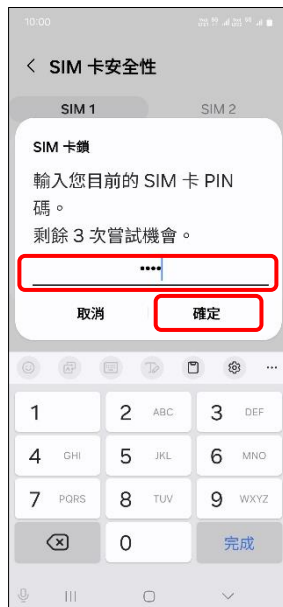 10:00
< SIM 卡安全性
SIM 1 SIM 2
SIM 卡鎖
輸入您目前的 SIM 卡 PIN
碼。
剩餘 3 次嘗試機會。
••••
取消 確定
1 2 ABC 3 DEF
4 GHI 5 JKL 6 MNO
7 PQRS 8 TUV 9 WXYZ
0 完成